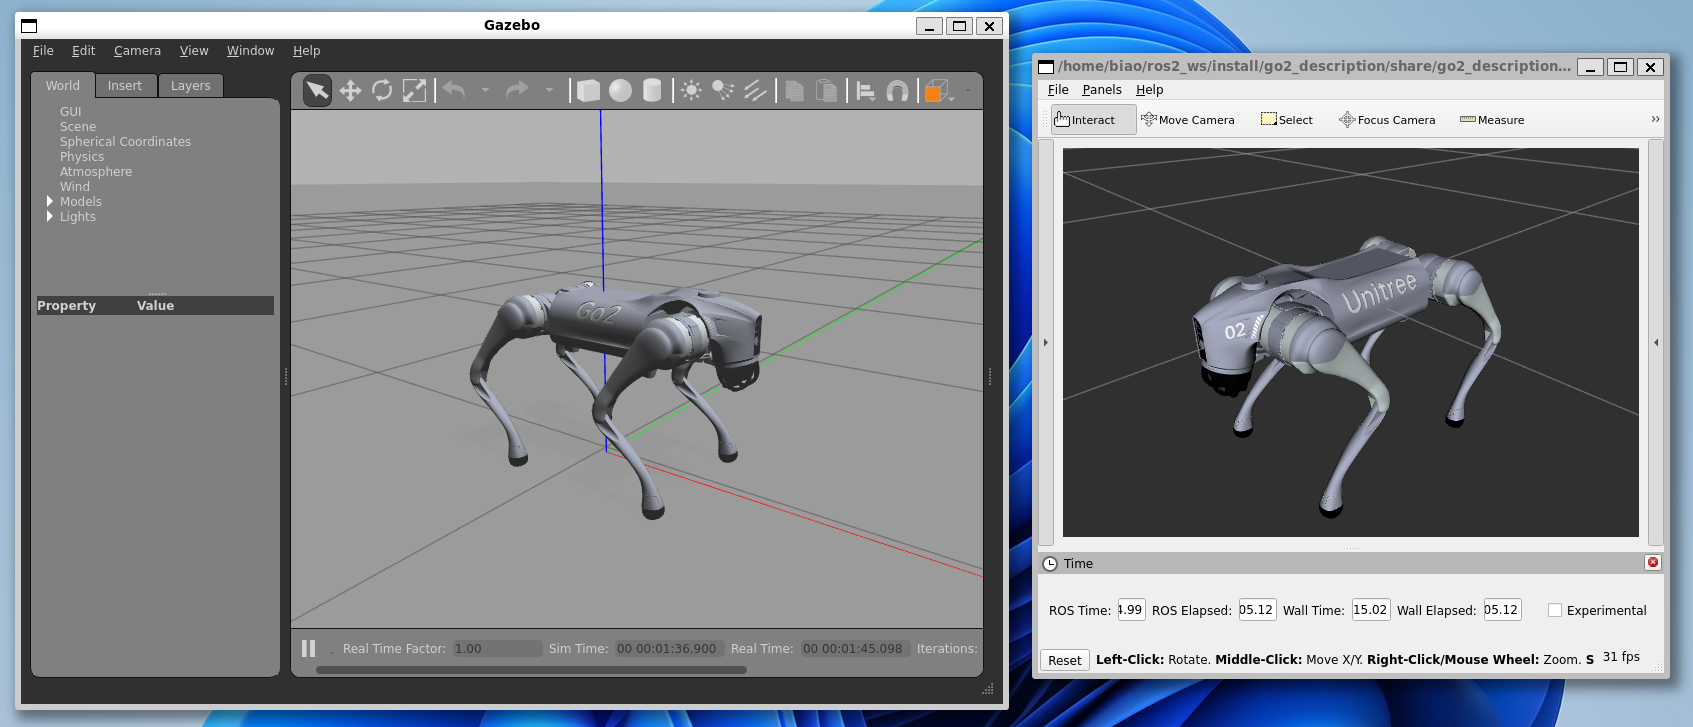 Gazebo
File Edit Camera View Window Help
World Insert Layers
GUI
Scene
Spherical Coordinates
Physics
Atmosphere
Wind
Models
Lights
Property Value
Go2
Real Time Factor: 1.00 Sim Time: 00 00:01:36.900 Real Time: 00 00:01:45.098 Iterations:
/home/biao/ros2_ws/install/go2_description/share/go2_description...
File Panels Help
Interact Move Camera Select Focus Camera Measure »
Unitree
02
Time
ROS Time: 4.99 ROS Elapsed: 05.12 Wall Time: 15.02 Wall Elapsed: 05.12 Experimental
Reset Left-Click: Rotate. Middle-Click: Move X/Y. Right-Click/Mouse Wheel: Zoom. S 31 fps